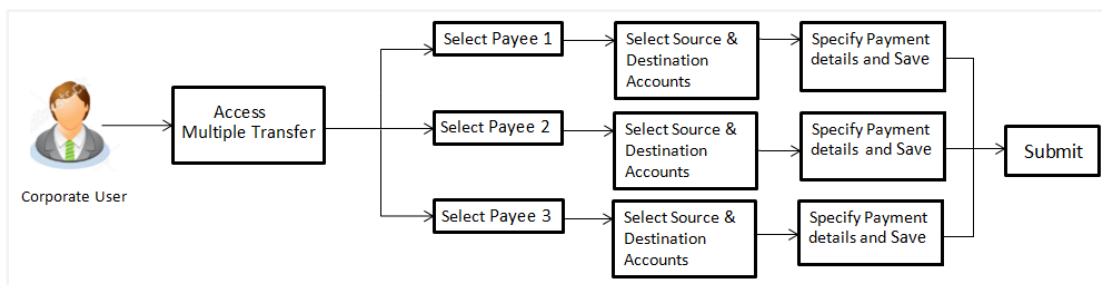 Corporate User
Access
Multiple Transfer
Select Payee 1
Select Source &
Destination
Accounts
Specify Payment
details and Save
Select Payee 2
Select Source &
Destination
Accounts
Specify Payment
details and Save
Select Payee 3
Select Source &
Destination
Accounts
Specify Payment
details and Save
Submit